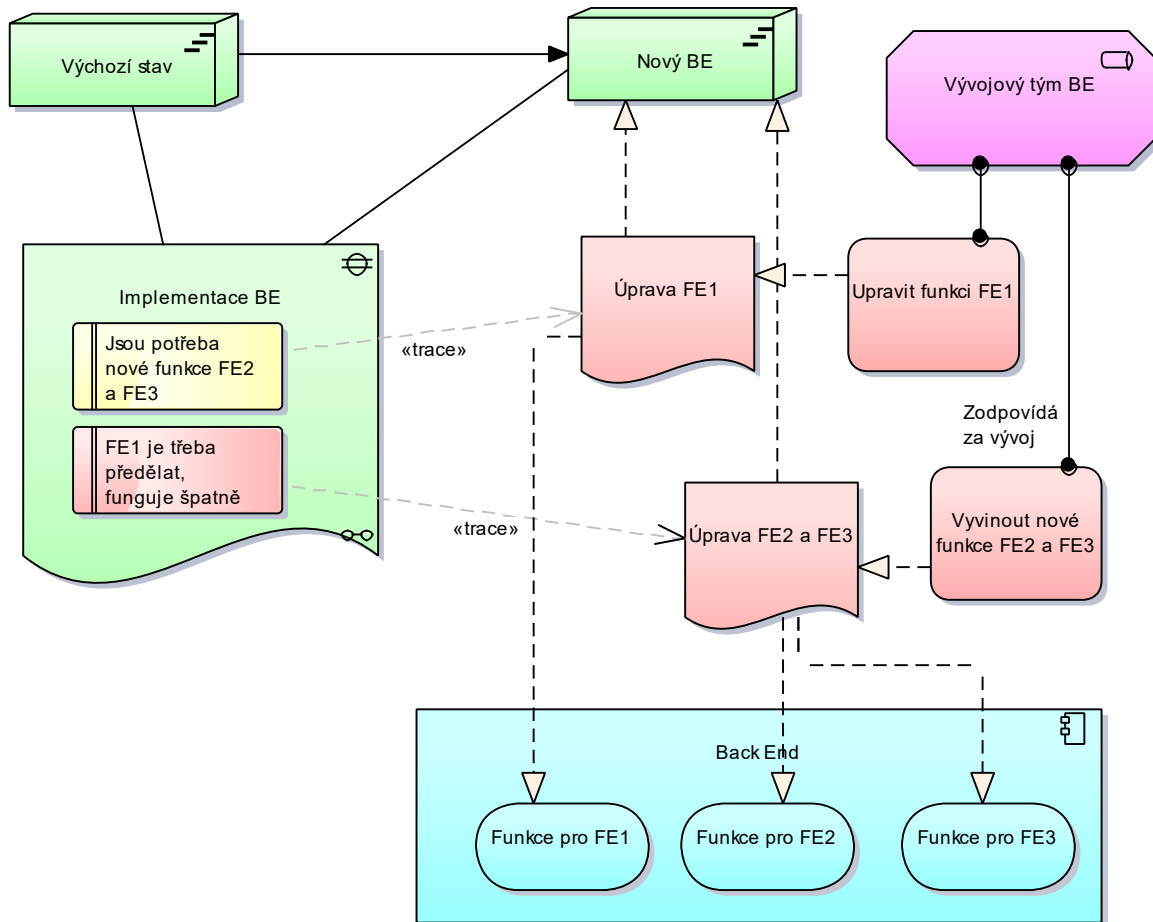 Výchozí stav
Nový BE
Vývojový tým BE
Implementace BE
Jsou potřeba
nové funkce FE2
a FE3
FE1 je třeba
předělat,
funguje špatně
«trace»
«trace»
Úprava FE1
Upravit funkci FE1
Zodpovídá
za vývoj
Úprava FE2 a FE3
Vyvinout nové
funkce FE2 a FE3
Back End
Funkce pro FE1
Funkce pro FE2
Funkce pro FE3